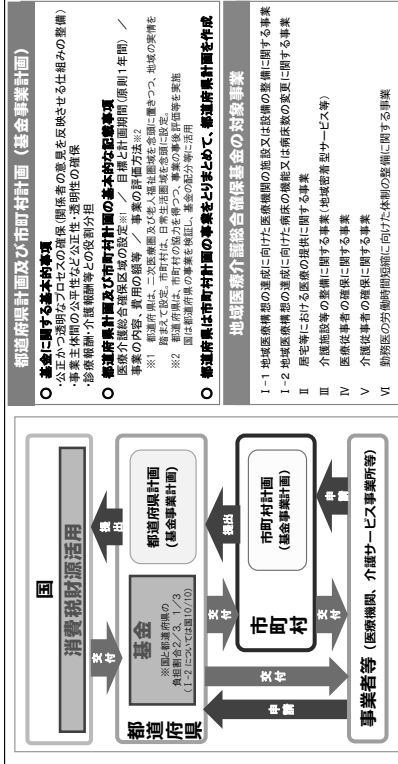 国
消費税財源活用
交付
提出
都道府県
基金
※国と都道府県の
負担割合2／3、1／3
(Ⅰ-2については国10/10)
都道府県計画
(基金事業計画)
交付
提出
市町村
市町村計画
(基金事業計画)
交付
申請
交付
申請
事業者等（医療機関、介護サービス事業所等）
都道府県計画及び市町村計画（基金事業計画）
○ 基金に関する基本的事項
・公正かつ透明なプロセスの確保(関係者の意見を反映させる仕組みの整備)
・事業主体間の公平性など公正性・透明性の確保
・診療報酬・介護報酬等との役割分担
○ 都道府県計画及び市町村計画の基本的な記載事項
医療介護総合確保区域の設定※1 ／ 目標と計画期間(原則1年間) ／
事業の内容、費用の額等 ／ 事業の評価方法※2
※1 都道府県は、二次医療圏及び老人福祉圏域を念頭に置きつつ、地域の実情を
踏まえて設定。市町村は、日常生活圏域を念頭に設定。
※2 都道府県は、市町村の協力を得つつ、事業の事後評価等を実施
国は都道府県の事業を検証し、基金の配分等に活用
○ 都道府県は市町村計画の事業をとりまとめて、都道府県計画を作成
地域医療介護総合確保基金の対象事業
Ⅰ-1 地域医療構想の達成に向けた医療機関の施設又は設備の整備に関する事業
Ⅰ-2 地域医療構想の達成に向けた病床の機能又は病床数の変更に関する事業
Ⅱ 居宅等における医療の提供に関する事業
Ⅲ 介護施設等の整備に関する事業(地域密着型サービス等)
Ⅳ 医療従事者の確保に関する事業
Ⅴ 介護従事者の確保に関する事業
Ⅵ 勤務医の労働時間短縮に向けた体制の整備に関する事業